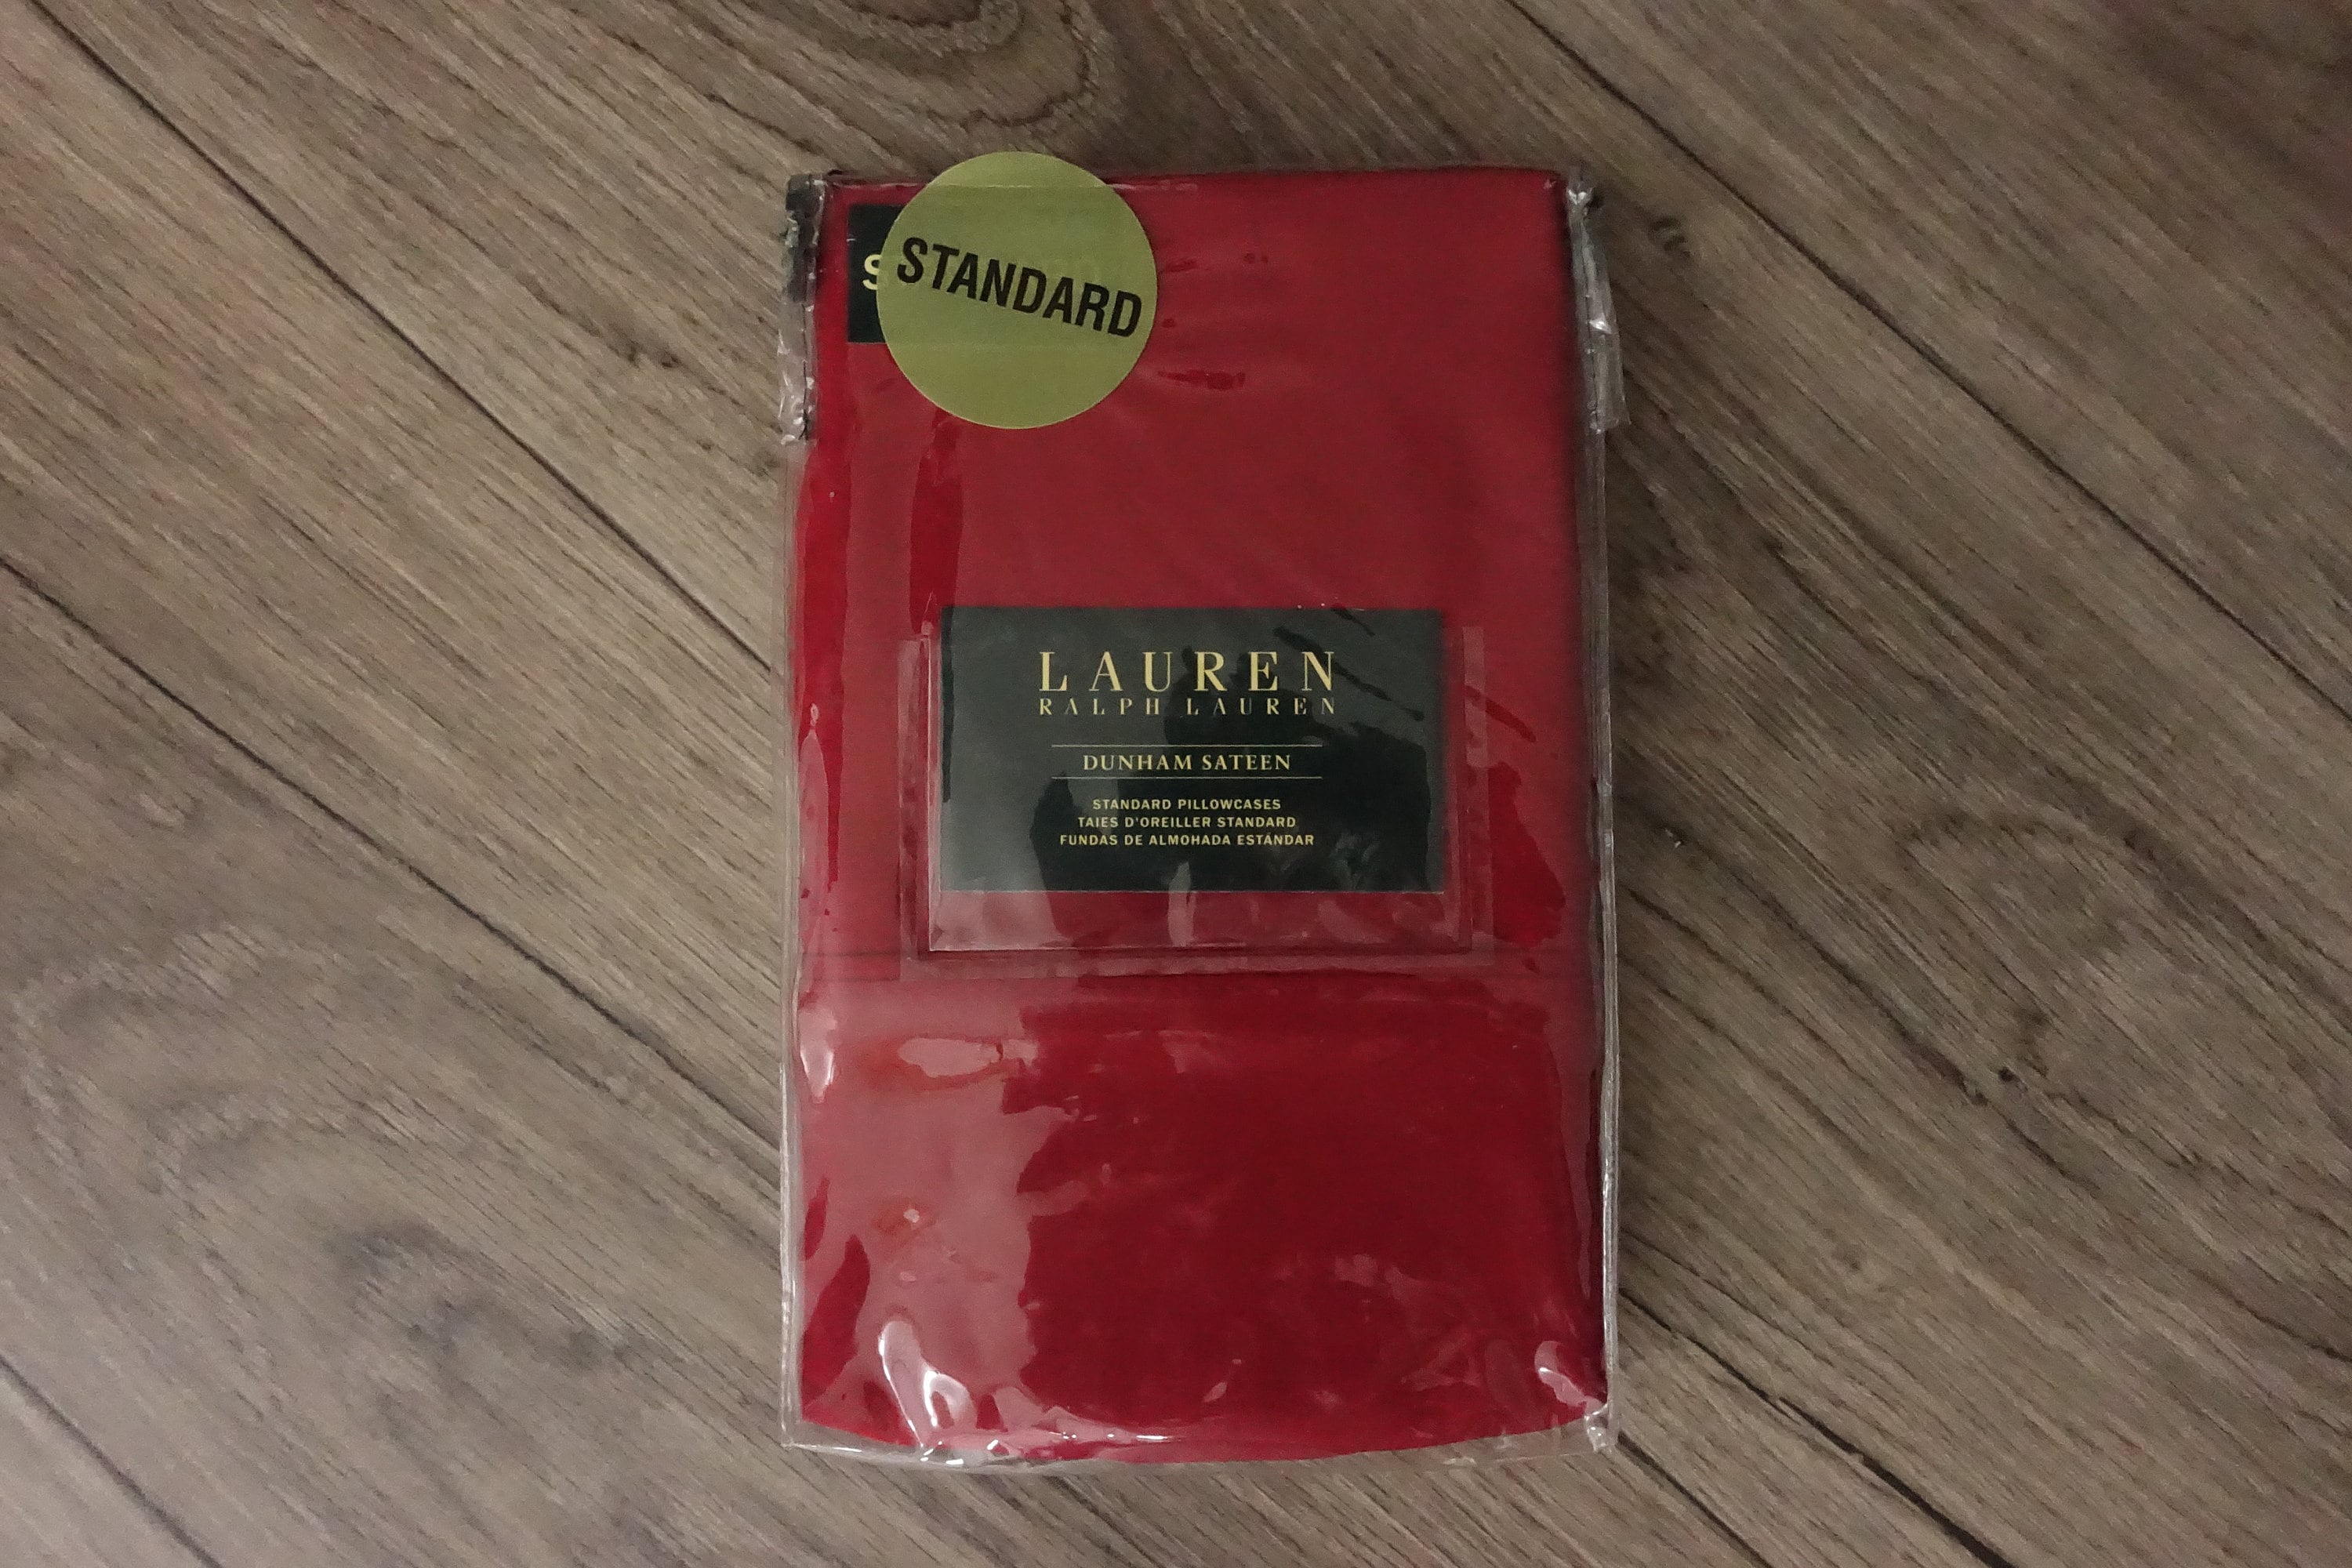 STANDARD
LAUREN
RALPH LAUREN
DUNHAM SATEEN
STANDARD PILLOWCASES
TAIES D'OREILLER STANDARD
FUNDAS DE ALMOHADA ESTÁNDAR